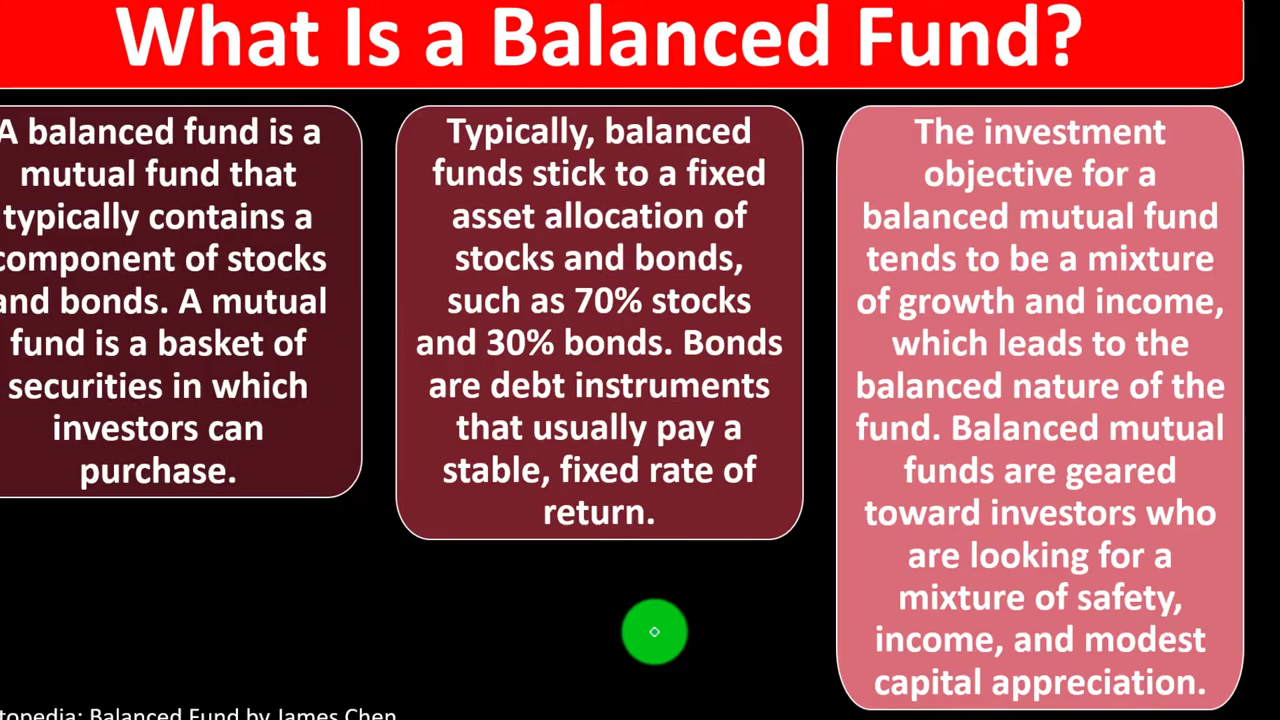 What Is a Balanced Fund?
A balanced fund is a
mutual fund that
typically contains a
component of stocks
and bonds. A mutual
fund is a basket of
securities in which
investors can
purchase.
Typically, balanced
funds stick to a fixed
asset allocation of
stocks and bonds,
such as 70% stocks
and 30% bonds. Bonds
are debt instruments
that usually pay a
stable, fixed rate of
return.
The investment
objective for a
balanced mutual fund
tends to be a mixture
of growth and income,
which leads to the
balanced nature of the
fund. Balanced mutual
funds are geared
toward investors who
are looking for a
mixture of safety,
income, and modest
capital appreciation.
topedia: Balanced Fund by James Chen